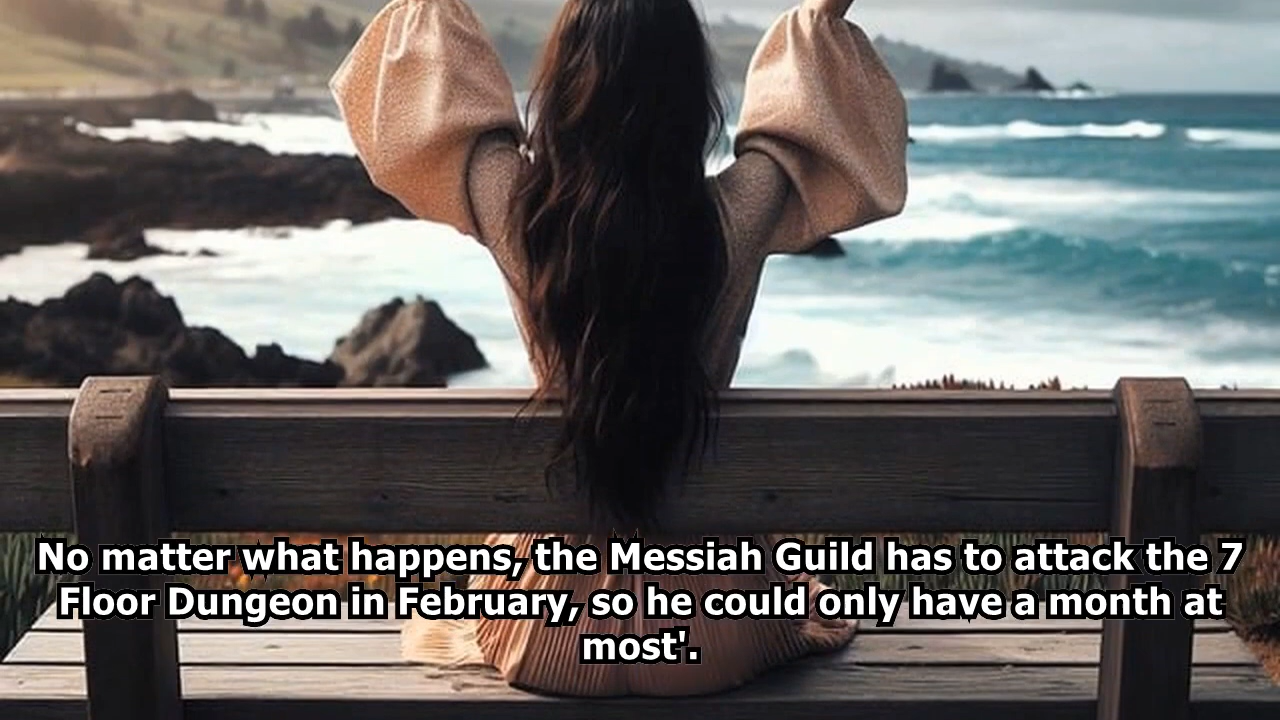 No matter what happens, the Messiah Guild has to attack the 7
Floor Dungeon in February, so he could only have a month at
most'.